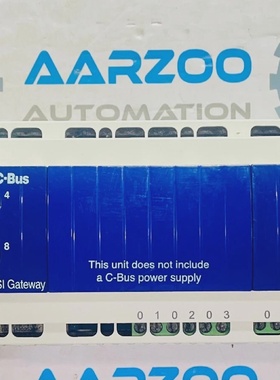 AARZOO
AUTOMATION
C-Bus
4
8
This unit does not include
a C-Bus power supply
SI Gateway
0 1 0 2 0 3
AARZOO